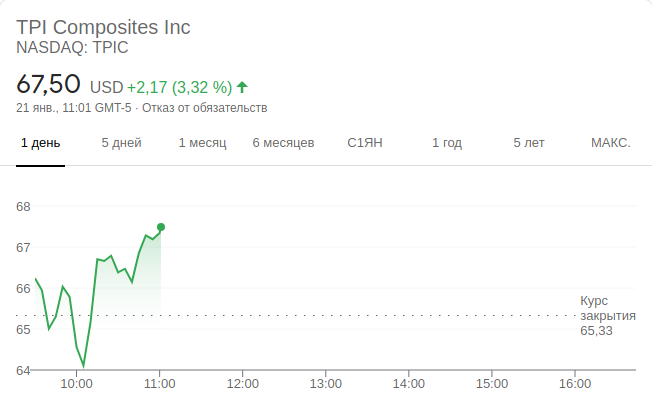 TPI Composites Inc
NASDAQ: TPIC
67,50 USD +2,17 (3,32 %)
21 янв., 11:01 GMT-5 · Отказ от обязательств
1 день 5 дней 1 месяц 6 месяцев С1ЯН 1 год 5 лет МАКС.
68
67
66
Курс
закрытия
65,33
65
64
10:00 11:00 12:00 13:00 14:00 15:00 16:00